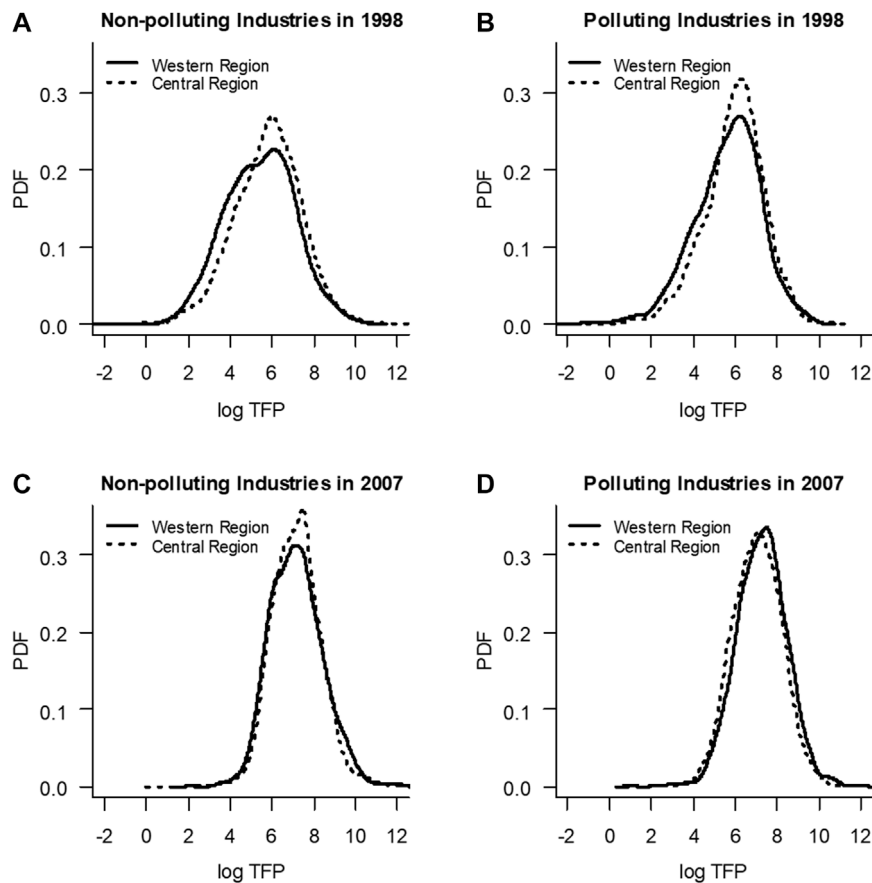 A
Non-polluting Industries in 1998
Western Region
Central Region
0.3
0.2
0.1
0.0
PDF
-2 0 2 4 6 8 10 12
log TFP
B
Polluting Industries in 1998
Western Region
Central Region
0.3
0.2
0.1
0.0
PDF
-2 0 2 4 6 8 10 12
log TFP
C
Non-polluting Industries in 2007
Western Region
Central Region
0.3
0.2
0.1
0.0
PDF
-2 0 2 4 6 8 10 12
log TFP
D
Polluting Industries in 2007
Western Region
Central Region
0.3
0.2
0.1
0.0
PDF
-2 0 2 4 6 8 10 12
log TFP